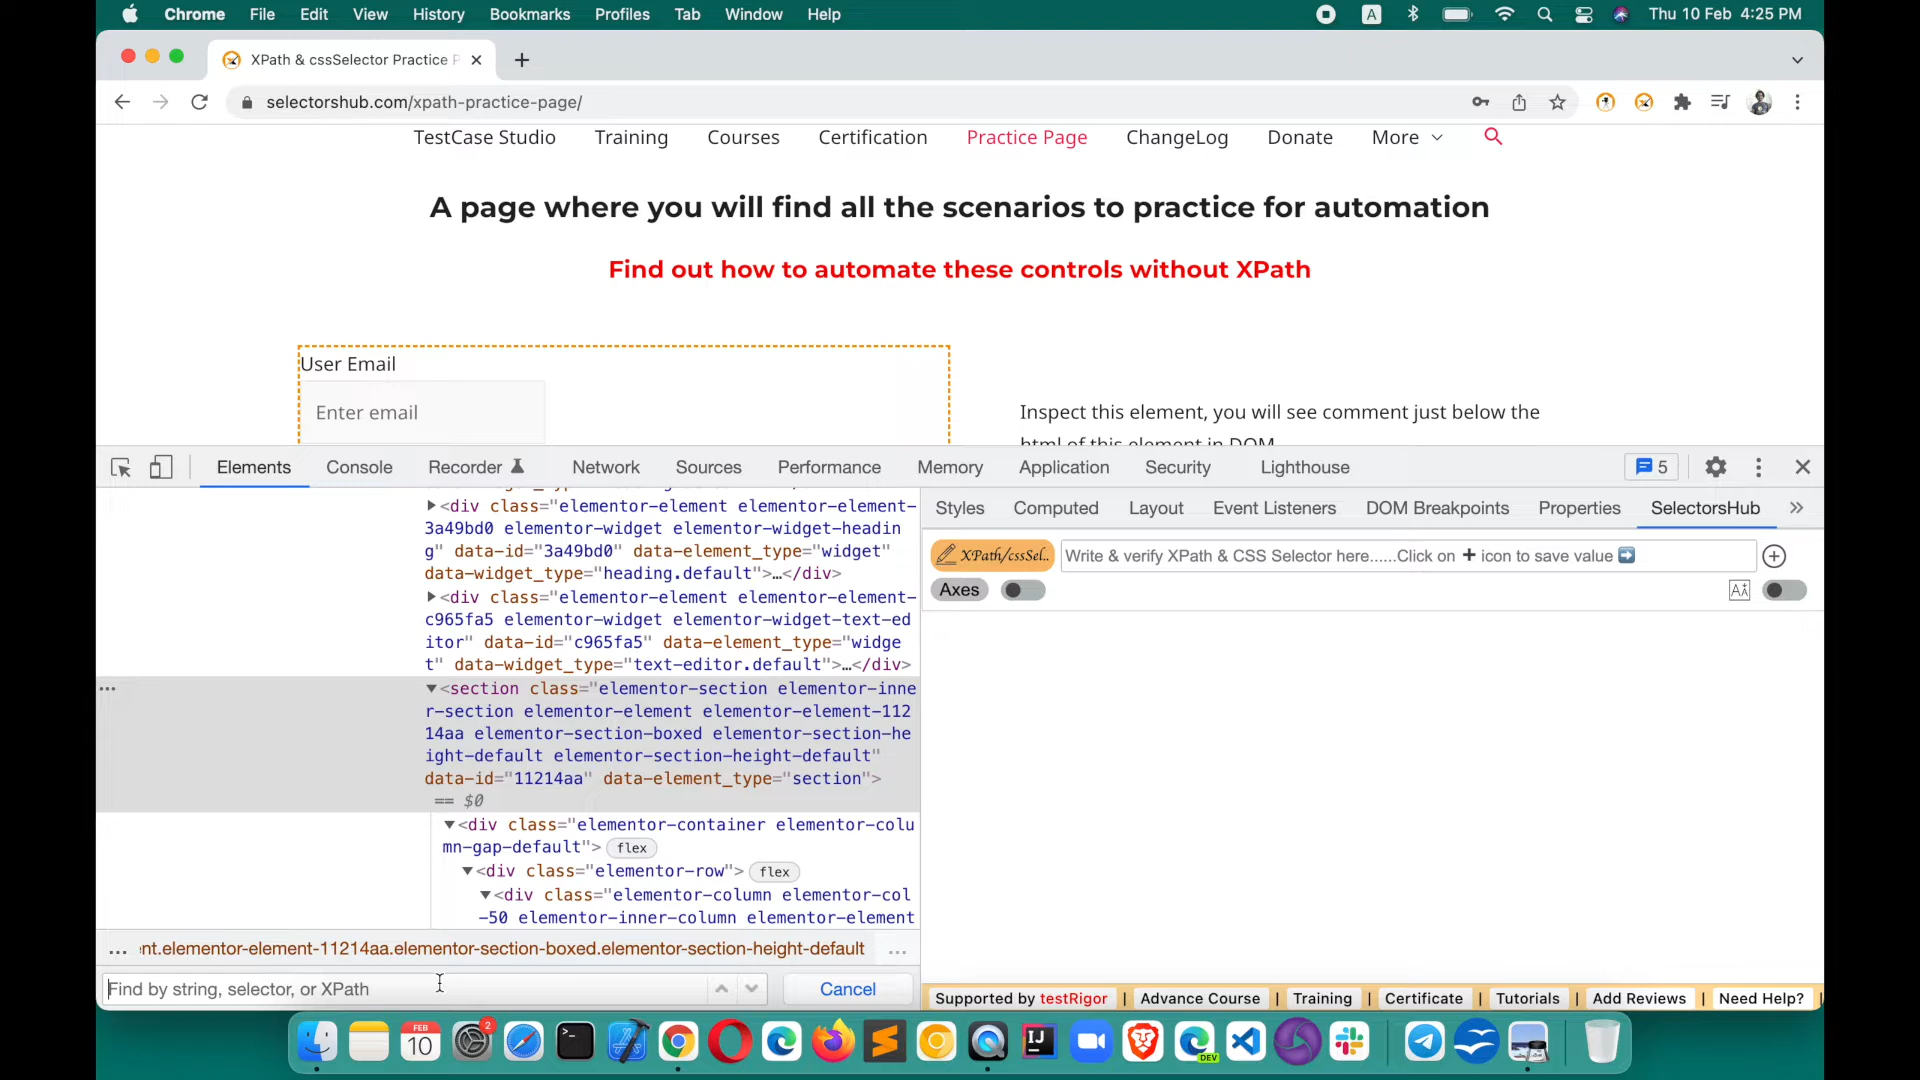 Chrome File Edit View History Bookmarks Profiles Tab Window Help A Thu 10 Feb 4:25 PM
XPath & cssSelector Practice P
selectorshub.com/xpath-practice-page/
TestCase Studio Training Courses Certification Practice Page ChangeLog Donate More
A page where you will find all the scenarios to practice for automation
Find out how to automate these controls without XPath
User Email
Enter email
Inspect this element, you will see comment just below the
html of this element in DOM
Elements Console Recorder Network Sources Performance Memory Application Security Lighthouse 5
Styles Computed Layout Event Listeners DOM Breakpoints Properties SelectorsHub
XPath/cssSel.. Write & verify XPath & CSS Selector here......Click on + icon to save value
Axes
▶<div class="elementor-element elementor-element-
3a49bd0 elementor-widget elementor-widget-headin
g" data-id="3a49bd0" data-element_type="widget"
data-widget_type="heading.default">…</div>
▶<div class="elementor-element elementor-element-
c965fa5 elementor-widget elementor-widget-text-ed
itor" data-id="c965fa5" data-element_type="widge
t" data-widget_type="text-editor.default">…</div>
… ▼<section class="elementor-section elementor-inne
r-section elementor-element elementor-element-112
14aa elementor-section-boxed elementor-section-he
ight-default elementor-section-height-default"
data-id="11214aa" data-element_type="section">
== $0
▼<div class="elementor-container elementor-colu
mn-gap-default"> flex
▼<div class="elementor-row"> flex
▼<div class="elementor-column elementor-col
-50 elementor-inner-column elementor-element
… nt.elementor-element-11214aa.elementor-section-boxed.elementor-section-height-default …
Find by string, selector, or XPath Cancel
Supported by testRigor | Advance Course | Training | Certificate | Tutorials | Add Reviews | Need Help? |
FEB
10
2
IJ
DEV